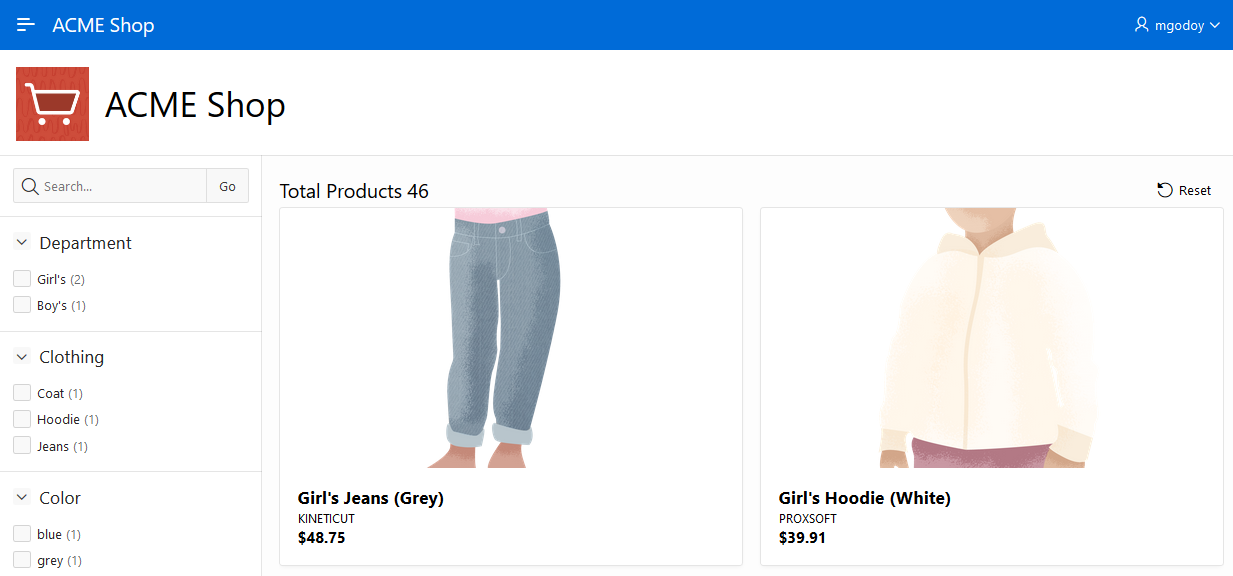 ACME Shop
mgodoy
ACME Shop
Search...
Go
Department
Girl's (2)
Boy's (1)
Clothing
Coat (1)
Hoodie (1)
Jeans (1)
Color
blue (1)
grey (1)
Total Products 46
Reset
Girl's Jeans (Grey)
KINETICUT
$48.75
Girl's Hoodie (White)
PROXSOFT
$39.91